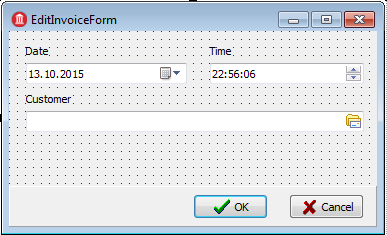 EditInvoiceForm
Date Time
13.10.2015 22:56:06
Customer
OK Cancel